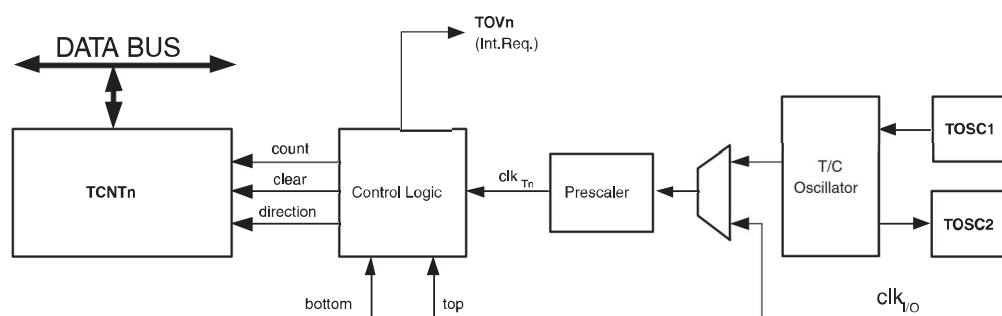 TOVn
(Int.Req.)
DATA BUS
TOSC1
count
T/C
Oscillator
TCNTn
clear
Control Logic
clk Tn
Prescaler
direction
TOSC2
bottom
top
clk I/O